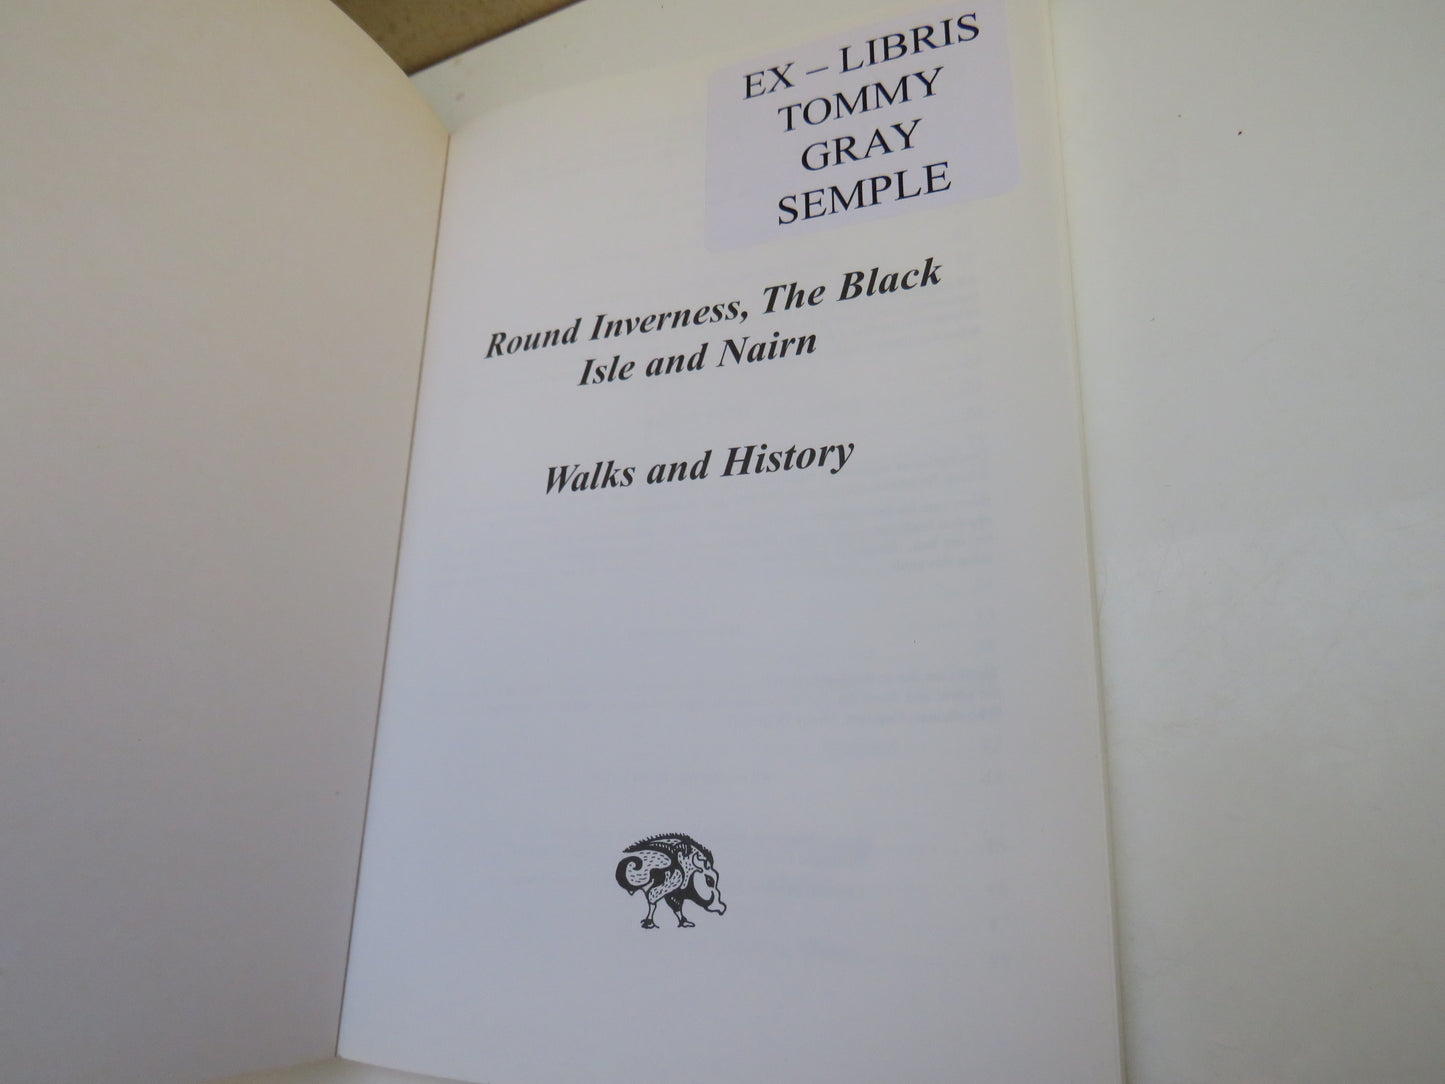 EX – LIBRIS
TOMMY
GRAY
SEMPLE
Round Inverness, The Black
Isle and Nairn
Walks and History